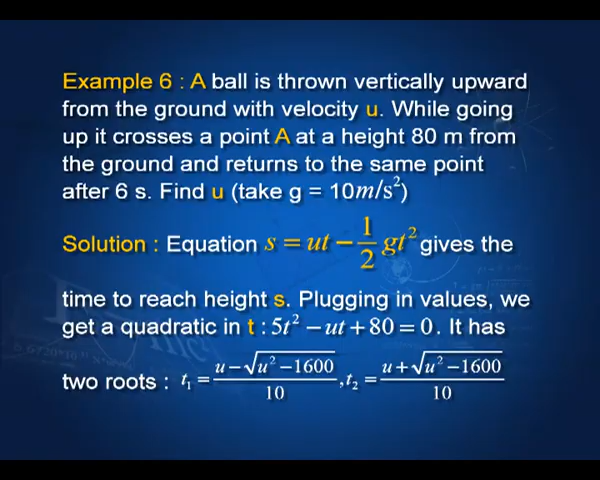 Example 6 : A ball is thrown vertically upward
from the ground with velocity u. While going
up it crosses a point A at a height 80 m from
the ground and returns to the same point
after 6 s. Find u (take g = 10m/s²)
Solution : Equation s = ut − 1/2 gt² gives the
time to reach height s. Plugging in values, we
get a quadratic in t : 5t² − ut + 80 = 0. It has
two roots : t₁ = (u − √(u² − 1600))/10 , t₂ = (u + √(u² − 1600))/10